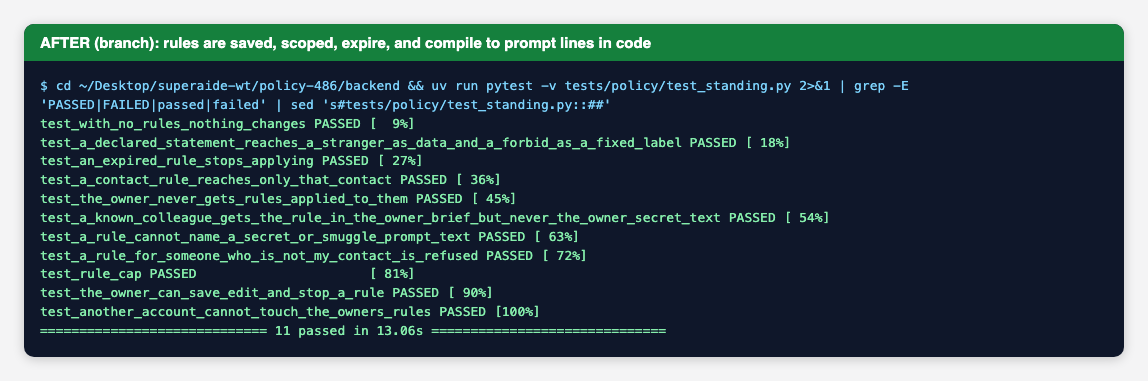 AFTER (branch): rules are saved, scoped, expire, and compile to prompt lines in code
$ cd ~/Desktop/superaide-wt/policy-486/backend && uv run pytest -v tests/policy/test_standing.py 2>&1 | grep -E
'PASSED|FAILED|passed|failed' | sed 's#tests/policy/test_standing.py::##'
test_with_no_rules_nothing_changes PASSED [  9%]
test_a_declared_statement_reaches_a_stranger_as_data_and_a_forbid_as_a_fixed_label PASSED [ 18%]
test_an_expired_rule_stops_applying PASSED [ 27%]
test_a_contact_rule_reaches_only_that_contact PASSED [ 36%]
test_the_owner_never_gets_rules_applied_to_them PASSED [ 45%]
test_a_known_colleague_gets_the_rule_in_the_owner_brief_but_never_the_owner_secret_text PASSED [ 54%]
test_a_rule_cannot_name_a_secret_or_smuggle_prompt_text PASSED [ 63%]
test_a_rule_for_someone_who_is_not_my_contact_is_refused PASSED [ 72%]
test_rule_cap PASSED                      [ 81%]
test_the_owner_can_save_edit_and_stop_a_rule PASSED [ 90%]
test_another_account_cannot_touch_the_owners_rules PASSED [100%]
============================= 11 passed in 13.06s ==============================